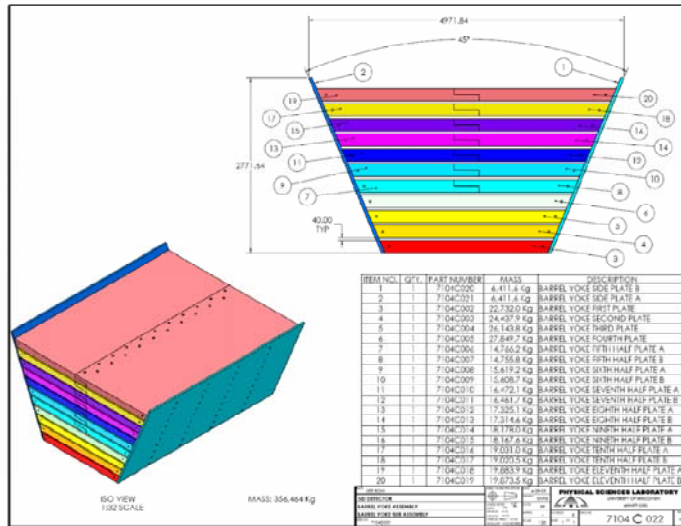 4971.84
45°
2
1
19
20
17
18
15
16
13
14
11
12
9
10
7
8
6
5
4
3
2771.64
40.00
TYP
ITEM NO. QTY. PART NUMBER MASS DESCRIPTION
1 1 7104C020 6,411.6 Kg BARREL YOKE SIDE PLATE B
2 1 7104C021 6,411.6 Kg BARREL YOKE SIDE PLATE A
3 1 7104C002 22,732.0 Kg BARREL YOKE FIRST PLATE
4 1 7104C003 24,437.9 Kg BARREL YOKE SECOND PLATE
5 1 7104C004 26,143.8 Kg BARREL YOKE THIRD PLATE
6 1 7104C005 27,849.7 Kg BARREL YOKE FOURTH PLATE
7 1 7104C006 14,766.2 Kg BARREL YOKE FIFTH HALF PLATE A
8 1 7104C007 14,755.8 Kg BARREL YOKE FIFTH HALF PLATE B
9 1 7104C008 15,619.2 Kg BARREL YOKE SIXTH HALF PLATE A
10 1 7104C009 15,608.7 Kg BARREL YOKE SIXTH HALF PLATE B
11 1 7104C010 16,472.1 Kg BARREL YOKE SEVENTH HALF PLATE A
12 1 7104C011 16,461.7 Kg BARREL YOKE SEVENTH HALF PLATE B
13 1 7104C012 17,325.1 Kg BARREL YOKE EIGHTH HALF PLATE A
14 1 7104C013 17,314.6 Kg BARREL YOKE EIGHTH HALF PLATE B
15 1 7104C014 18,178.0 Kg BARREL YOKE NINETH HALF PLATE A
16 1 7104C015 18,167.6 Kg BARREL YOKE NINETH HALF PLATE B
17 1 7104C016 19,031.0 Kg BARREL YOKE TENTH HALF PLATE A
18 1 7104C017 19,020.5 Kg BARREL YOKE TENTH HALF PLATE B
19 1 7104C018 19,883.9 Kg BARREL YOKE ELEVENTH HALF PLATE A
20 1 7104C019 19,873.5 Kg BARREL YOKE ELEVENTH HALF PLATE B
ISO VIEW
1:32 SCALE
MASS: 356,464 Kg
SID DETECTOR
BARREL YOKE ASSEMBLY
BARREL YOKE SUB ASSEMBLY
PHYSICAL SCIENCES LABORATORY
UNIVERSITY OF WISCONSIN
7104 C 022